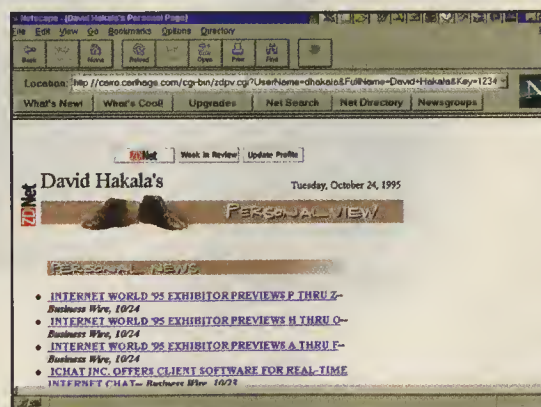 Netscape - [David Hakala's Personal Page]
File Edit View Go Bookmarks Options Directory
Back Home Reload Open Print Find
Location: http://cero.carihage.com/cg-bin/zdpv.cgi?UserName=dhakala&FullName=David+Hakala&Key=1234
N
What's New! What's Cool! Upgrades Net Search Net Directory Newsgroups
ZDNet Week in Review Update Profile
ZDNet
David Hakala's Tuesday, October 24, 1995
PERSONAL VIEW
PERSONAL NEWS
• INTERNET WORLD '95 EXHIBITOR PREVIEWS P THRU Z--
Business Wire, 10/24
• INTERNET WORLD '95 EXHIBITOR PREVIEWS H THRU O--
Business Wire, 10/24
• INTERNET WORLD '95 EXHIBITOR PREVIEWS A THRU F--
Business Wire, 10/24
• ICHAT INC. OFFERS CLIENT SOFTWARE FOR REAL-TIME
INTERNET CHAT-- Business Wire, 10/23